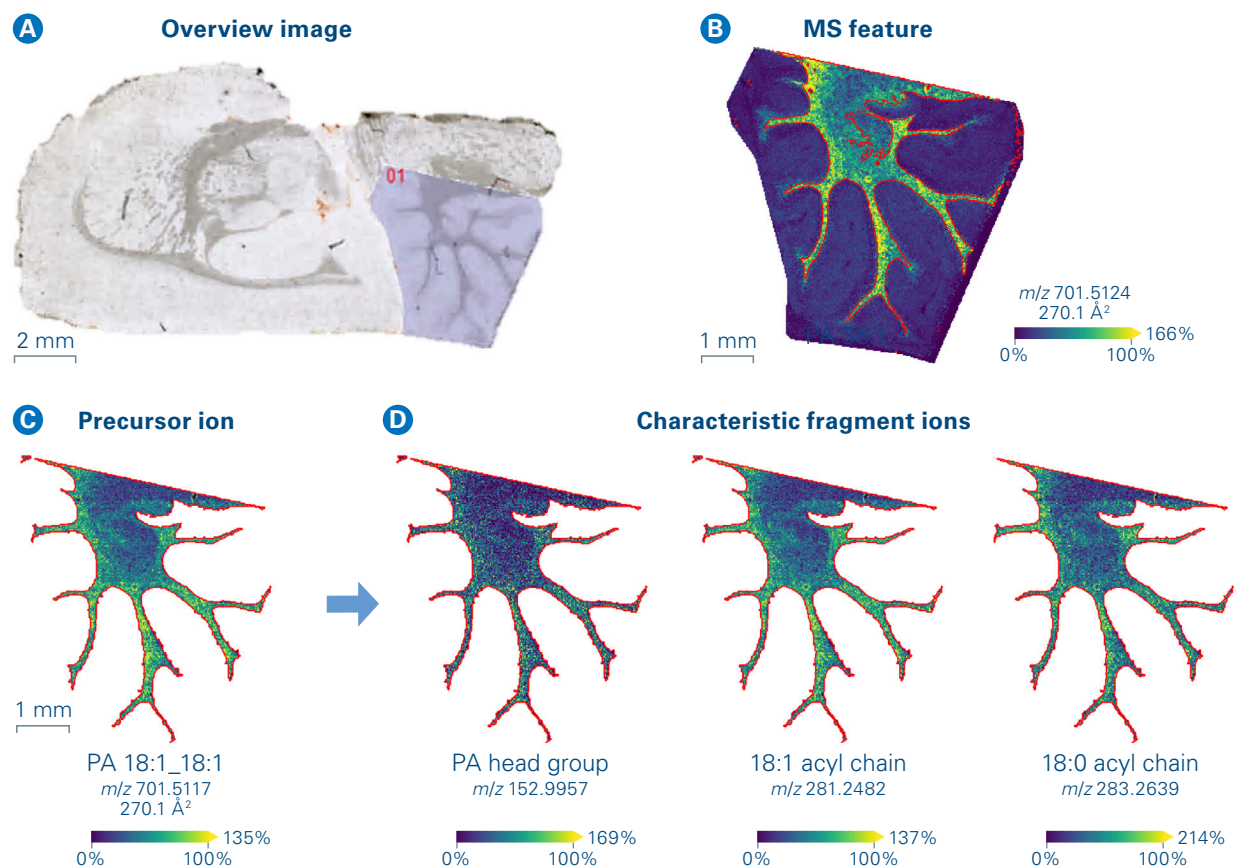 A Overview image
01
2 mm
B MS feature
1 mm
m/z 701.5124
270.1 Å²
166%
0% 100%
C Precursor ion
1 mm
PA 18:1_18:1
m/z 701.5117
270.1 Å²
135%
0% 100%
D Characteristic fragment ions
PA head group
m/z 152.9957
169%
0% 100%
18:1 acyl chain
m/z 281.2482
137%
0% 100%
18:0 acyl chain
m/z 283.2639
214%
0% 100%